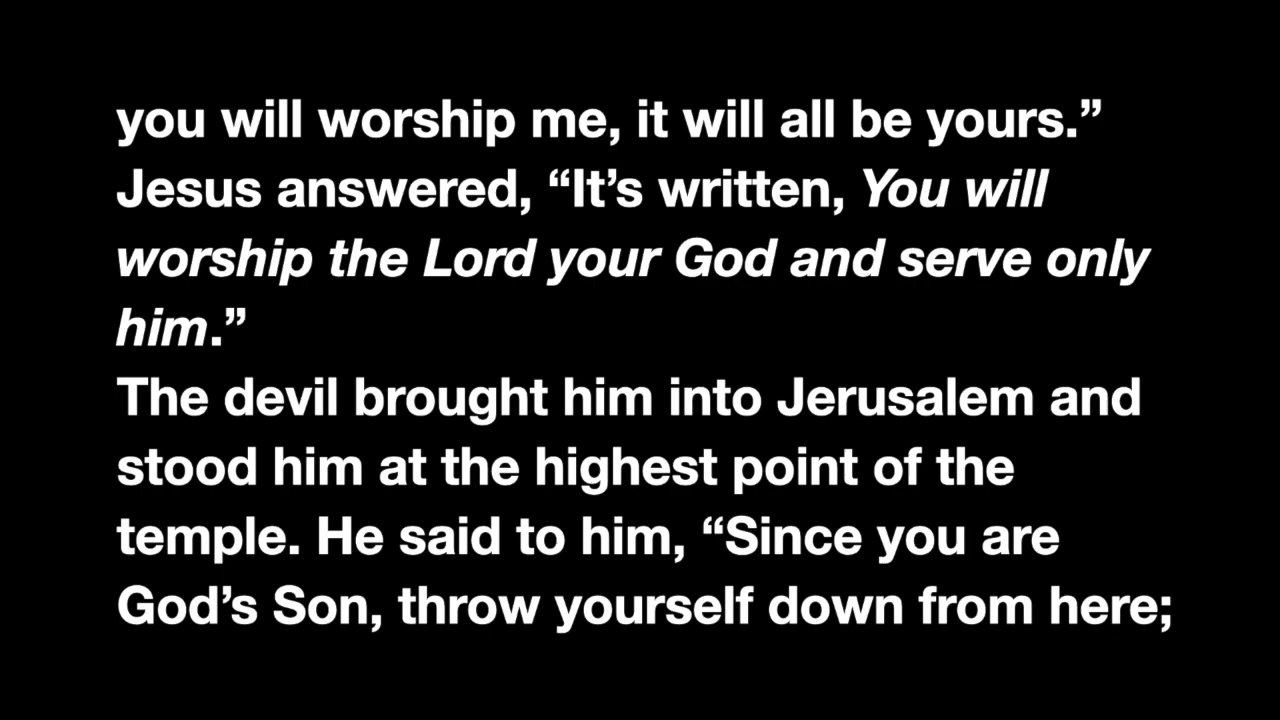 you will worship me, it will all be yours.”
Jesus answered, “It’s written, You will
worship the Lord your God and serve only
him.”
The devil brought him into Jerusalem and
stood him at the highest point of the
temple. He said to him, “Since you are
God’s Son, throw yourself down from here;